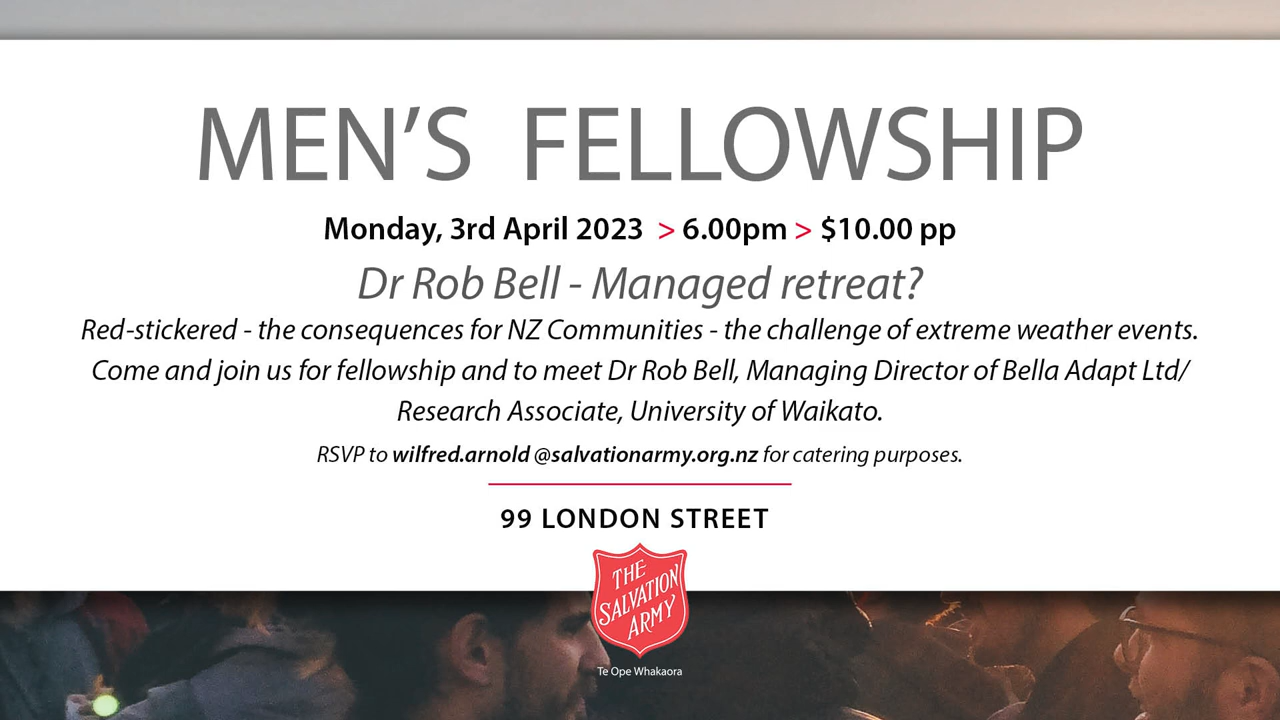 MEN'S FELLOWSHIP
Monday, 3rd April 2023 > 6.00pm > $10.00 pp
Dr Rob Bell - Managed retreat?
Red-stickered - the consequences for NZ Communities - the challenge of extreme weather events.
Come and join us for fellowship and to meet Dr Rob Bell, Managing Director of Bella Adapt Ltd/
Research Associate, University of Waikato.
RSVP to wilfred.arnold @salvationarmy.org.nz for catering purposes.
99 LONDON STREET
THE
SALVATION
ARMY
Te Ope Whakaora